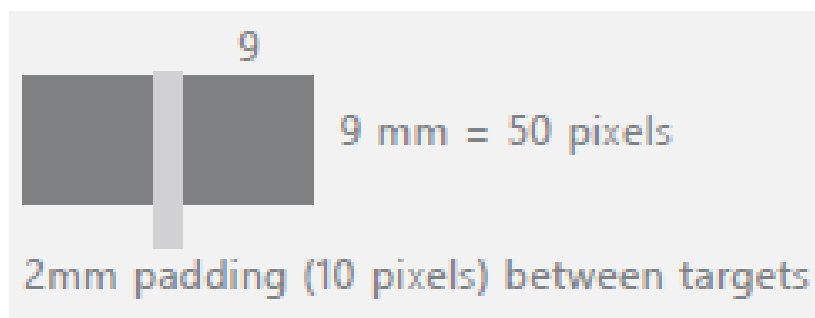 9
9 mm = 50 pixels
2mm padding (10 pixels) between targets